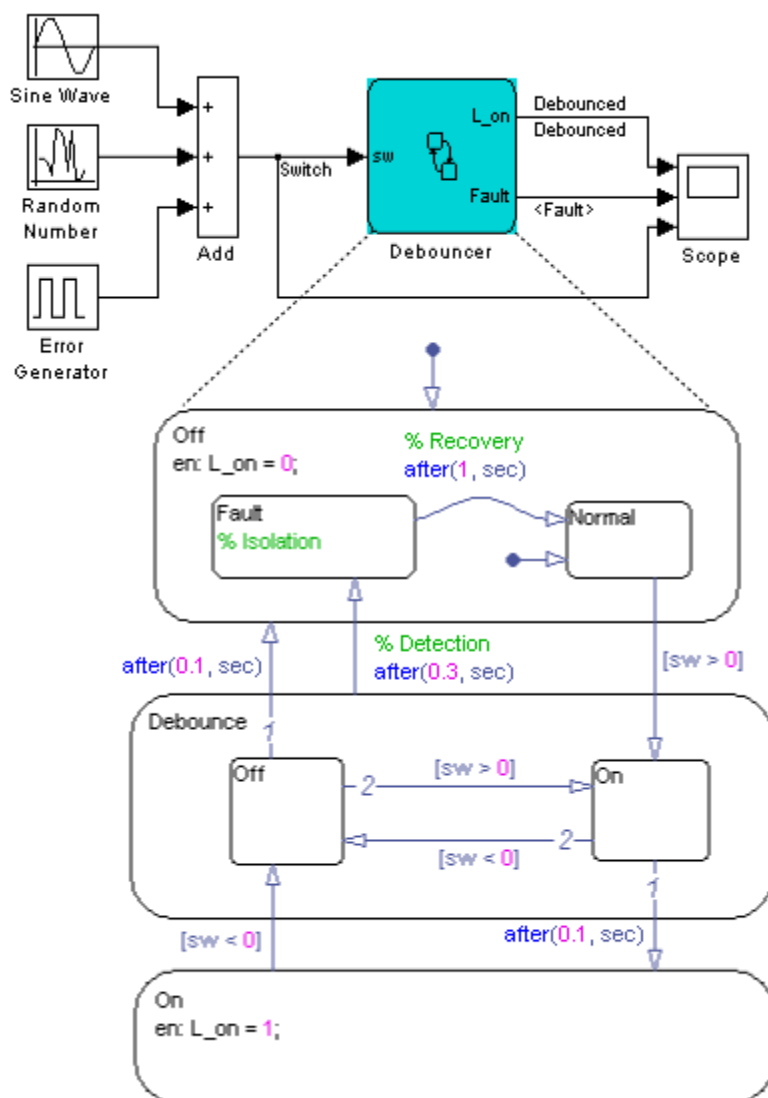 Sine Wave
Random
Number
Error
Generator
+
+
+
Add
Switch
sw
L_on
Fault
Debouncer
Debounced
Debounced
<Fault>
Scope
Off
en: L_on = 0;
% Recovery
after(1, sec)
Fault
% Isolation
Normal
after(0.1, sec)
% Detection
after(0.3, sec)
[sw > 0]
Debounce
1
Off
2
[sw > 0]
On
[sw < 0]
2
1
[sw < 0]
after(0.1, sec)
On
en: L_on = 1;